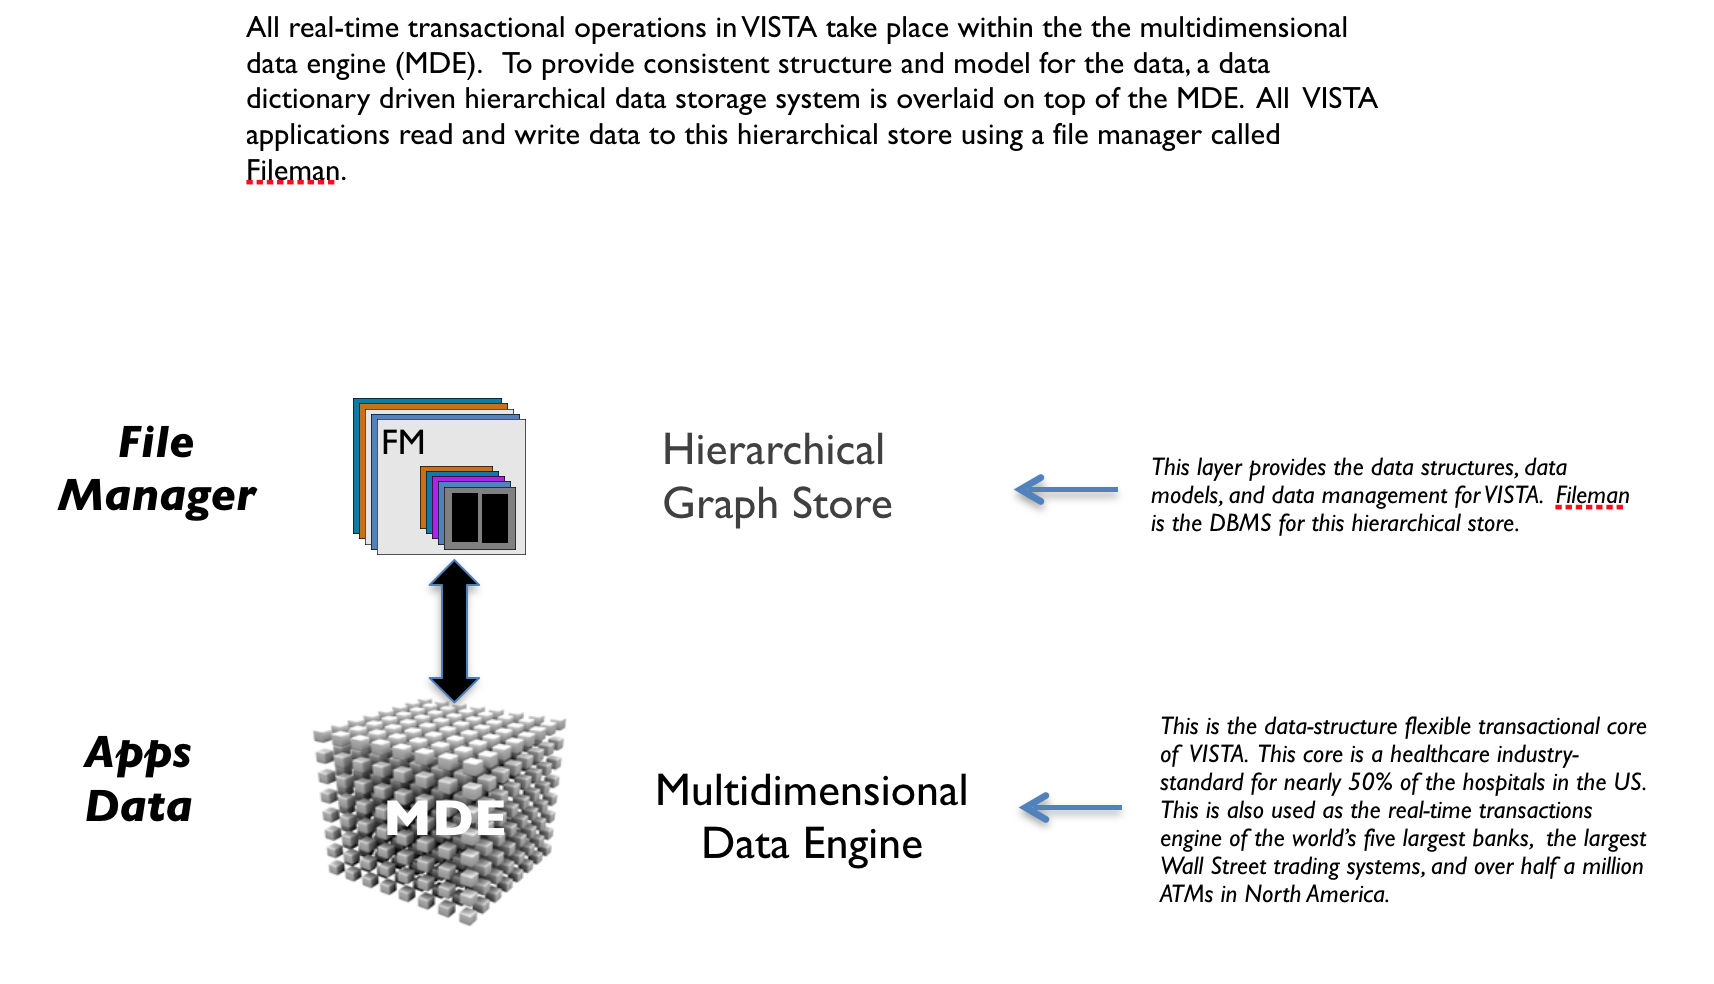 All real-time transactional operations in VISTA take place within the the multidimensional
data engine (MDE). To provide consistent structure and model for the data, a data
dictionary driven hierarchical data storage system is overlaid on top of the MDE. All VISTA
applications read and write data to this hierarchical store using a file manager called
Fileman.
File
Manager
FM
Hierarchical
Graph Store
This layer provides the data structures, data
models, and data management for VISTA. Fileman
is the DBMS for this hierarchical store.
Apps
Data
MDE
Multidimensional
Data Engine
This is the data-structure flexible transactional core
of VISTA. This core is a healthcare industry-
standard for nearly 50% of the hospitals in the US.
This is also used as the real-time transactions
engine of the world's five largest banks, the largest
Wall Street trading systems, and over half a million
ATMs in North America.